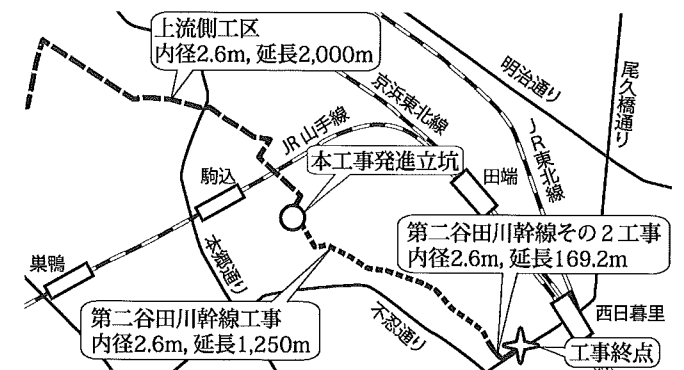 上流側工区
内径2.6m, 延長2,000m
明治通り
尾久橋通り
京浜東北線
JR山手線
JR東北線
本工事発進立坑
駒込
田端
本郷通り
第二谷田川幹線その2工事
内径2.6m, 延長169.2m
巣鴨
第二谷田川幹線工事
内径2.6m, 延長1,250m
不忍通り
西日暮里
工事終点